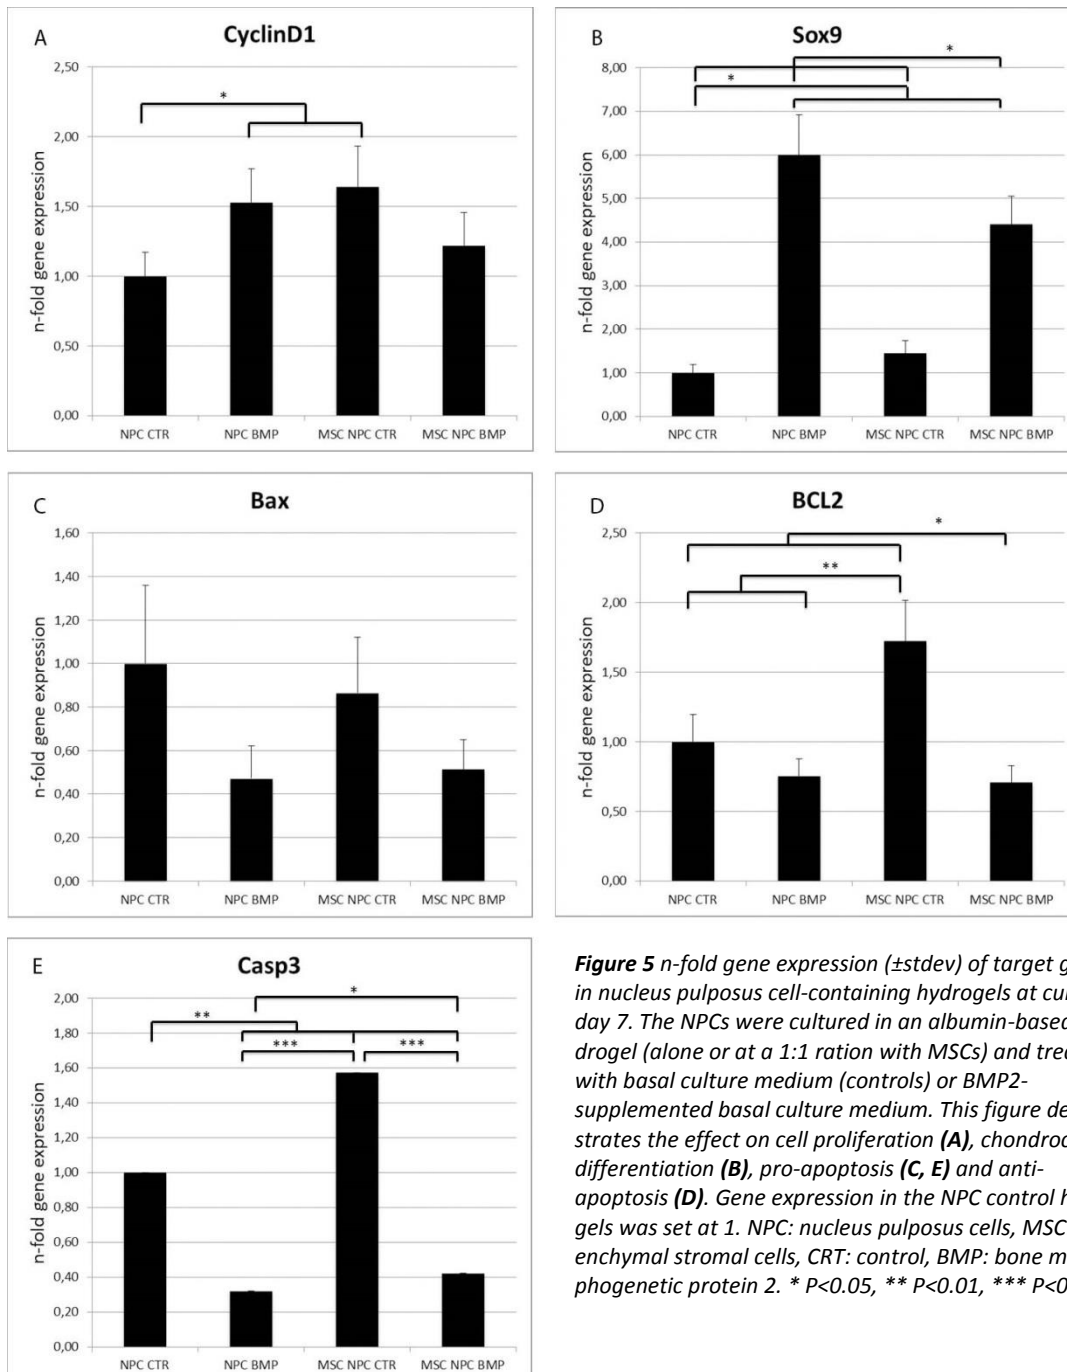 A
CyclinD1
n-fold gene expression
2,50
2,00
1,50
1,00
0,50
0,00
*
NPC CTR
NPC BMP
MSC NPC CTR
MSC NPC BMP
B
Sox9
n-fold gene expression
8,00
7,00
6,00
5,00
4,00
3,00
2,00
1,00
0,00
*
*
NPC CTR
NPC BMP
MSC NPC CTR
MSC NPC BMP
C
Bax
n-fold gene expression
1,60
1,40
1,20
1,00
0,80
0,60
0,40
0,20
0,00
NPC CTR
NPC BMP
MSC NPC CTR
MSC NPC BMP
D
BCL2
n-fold gene expression
2,50
2,00
1,50
1,00
0,50
0,00
*
**
NPC CTR
NPC BMP
MSC NPC CTR
MSC NPC BMP
E
Casp3
n-fold gene expression
2,00
1,80
1,60
1,40
1,20
1,00
0,80
0,60
0,40
0,20
0,00
*
**
***
***
NPC CTR
NPC BMP
MSC NPC CTR
MSC NPC BMP
Figure 5 n-fold gene expression (±stdev) of target g
in nucleus pulposus cell-containing hydrogels at cul
day 7. The NPCs were cultured in an albumin-based
drogel (alone or at a 1:1 ration with MSCs) and trea
with basal culture medium (controls) or BMP2-
supplemented basal culture medium. This figure de
strates the effect on cell proliferation (A), chondroc
differentiation (B), pro-apoptosis (C, E) and anti-
apoptosis (D). Gene expression in the NPC control h
gels was set at 1. NPC: nucleus pulposus cells, MSC
enchymal stromal cells, CRT: control, BMP: bone m
phogenetic protein 2. * P<0.05, ** P<0.01, *** P<0